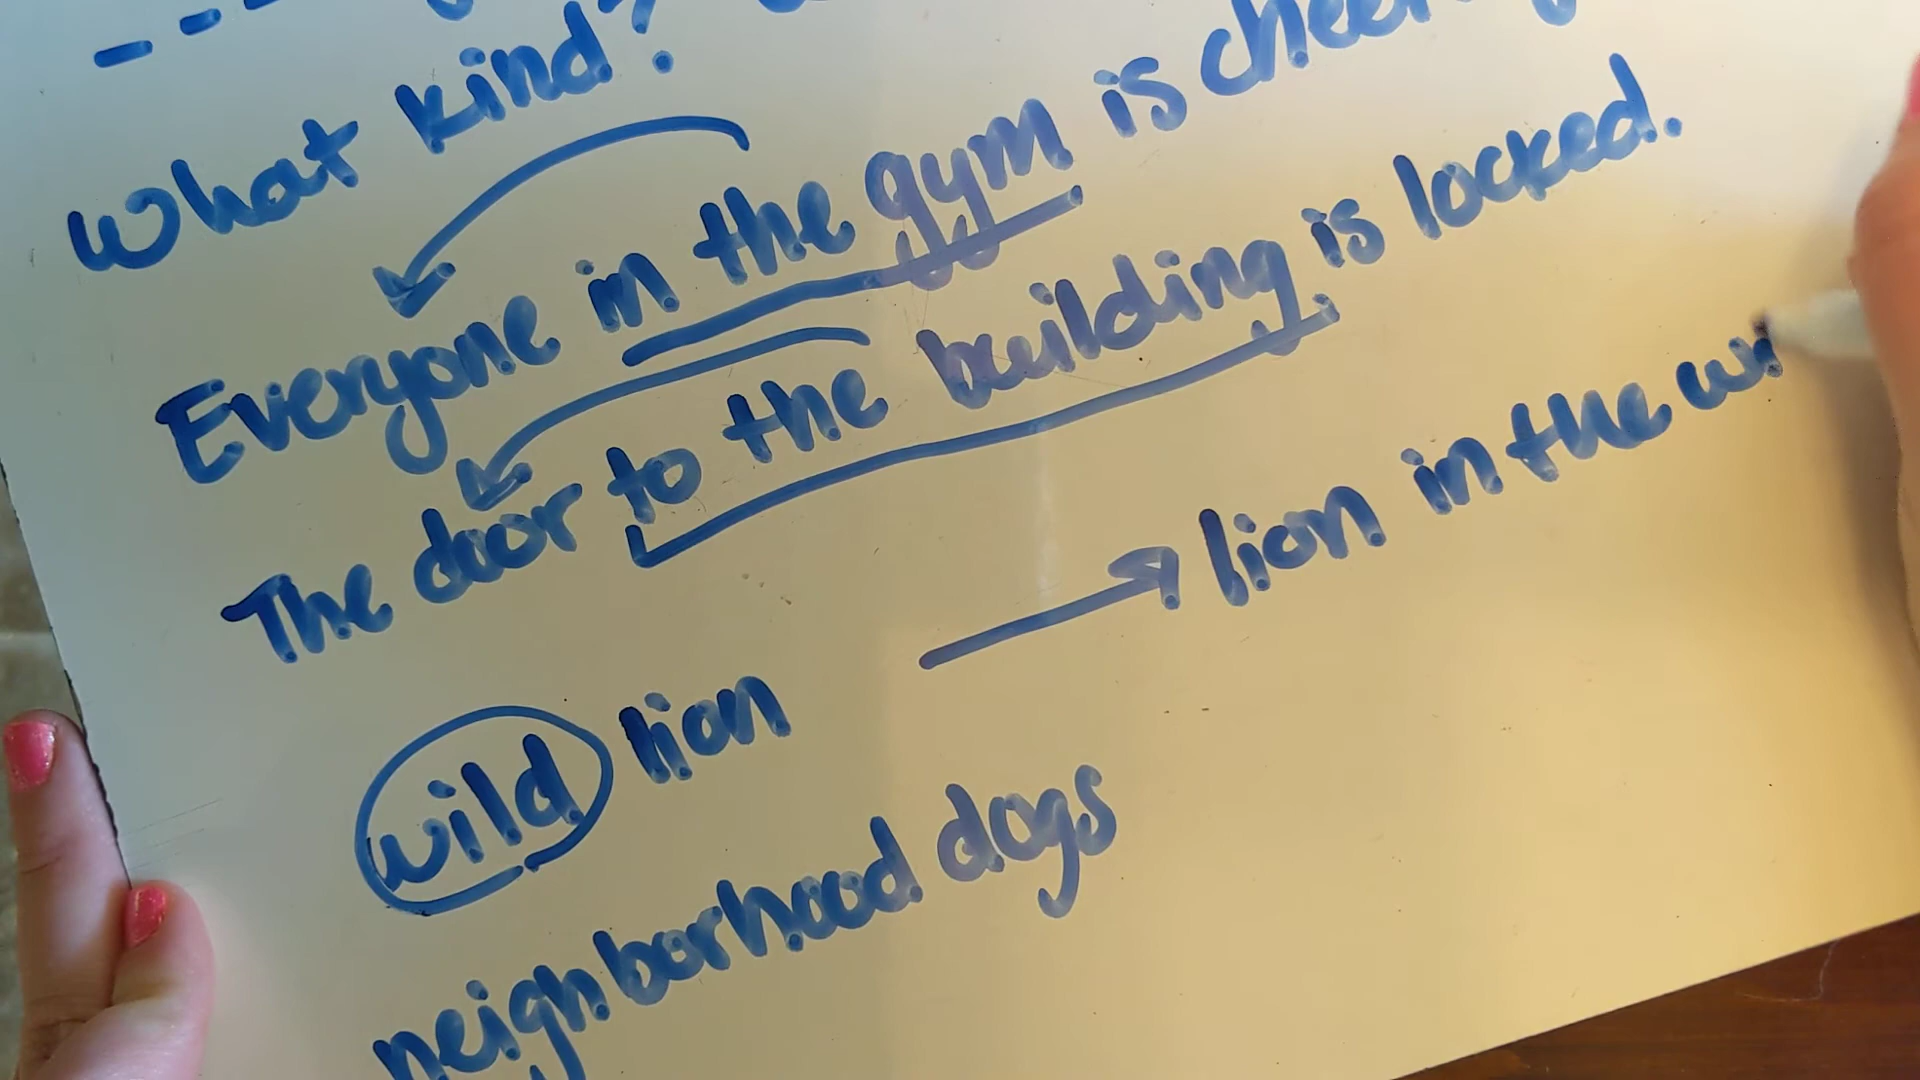 What kind?
Everyone in the gym is
The door to the building is locked.
wild lion → lion in the
neighborhood dogs